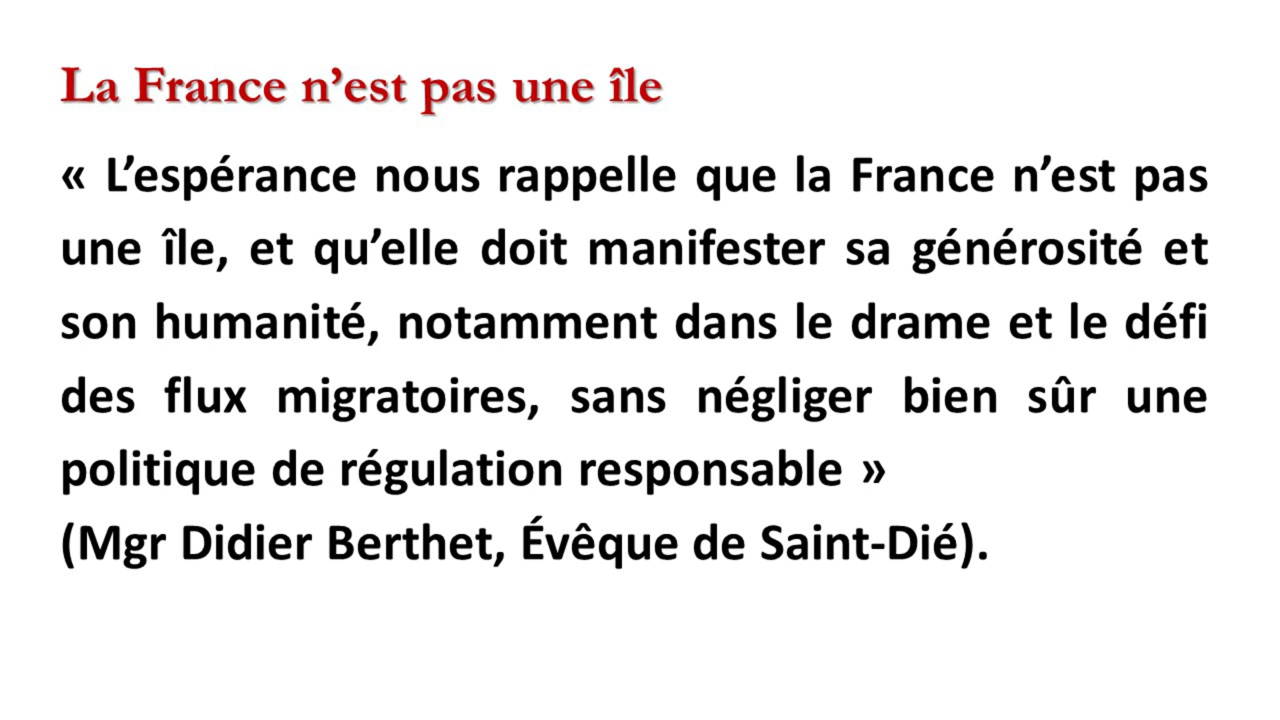 La France n’est pas une île
« L’espérance nous rappelle que la France n’est pas
une île, et qu’elle doit manifester sa générosité et
son humanité, notamment dans le drame et le défi
des flux migratoires, sans négliger bien sûr une
politique de régulation responsable »
(Mgr Didier Berthet, Évêque de Saint-Dié).